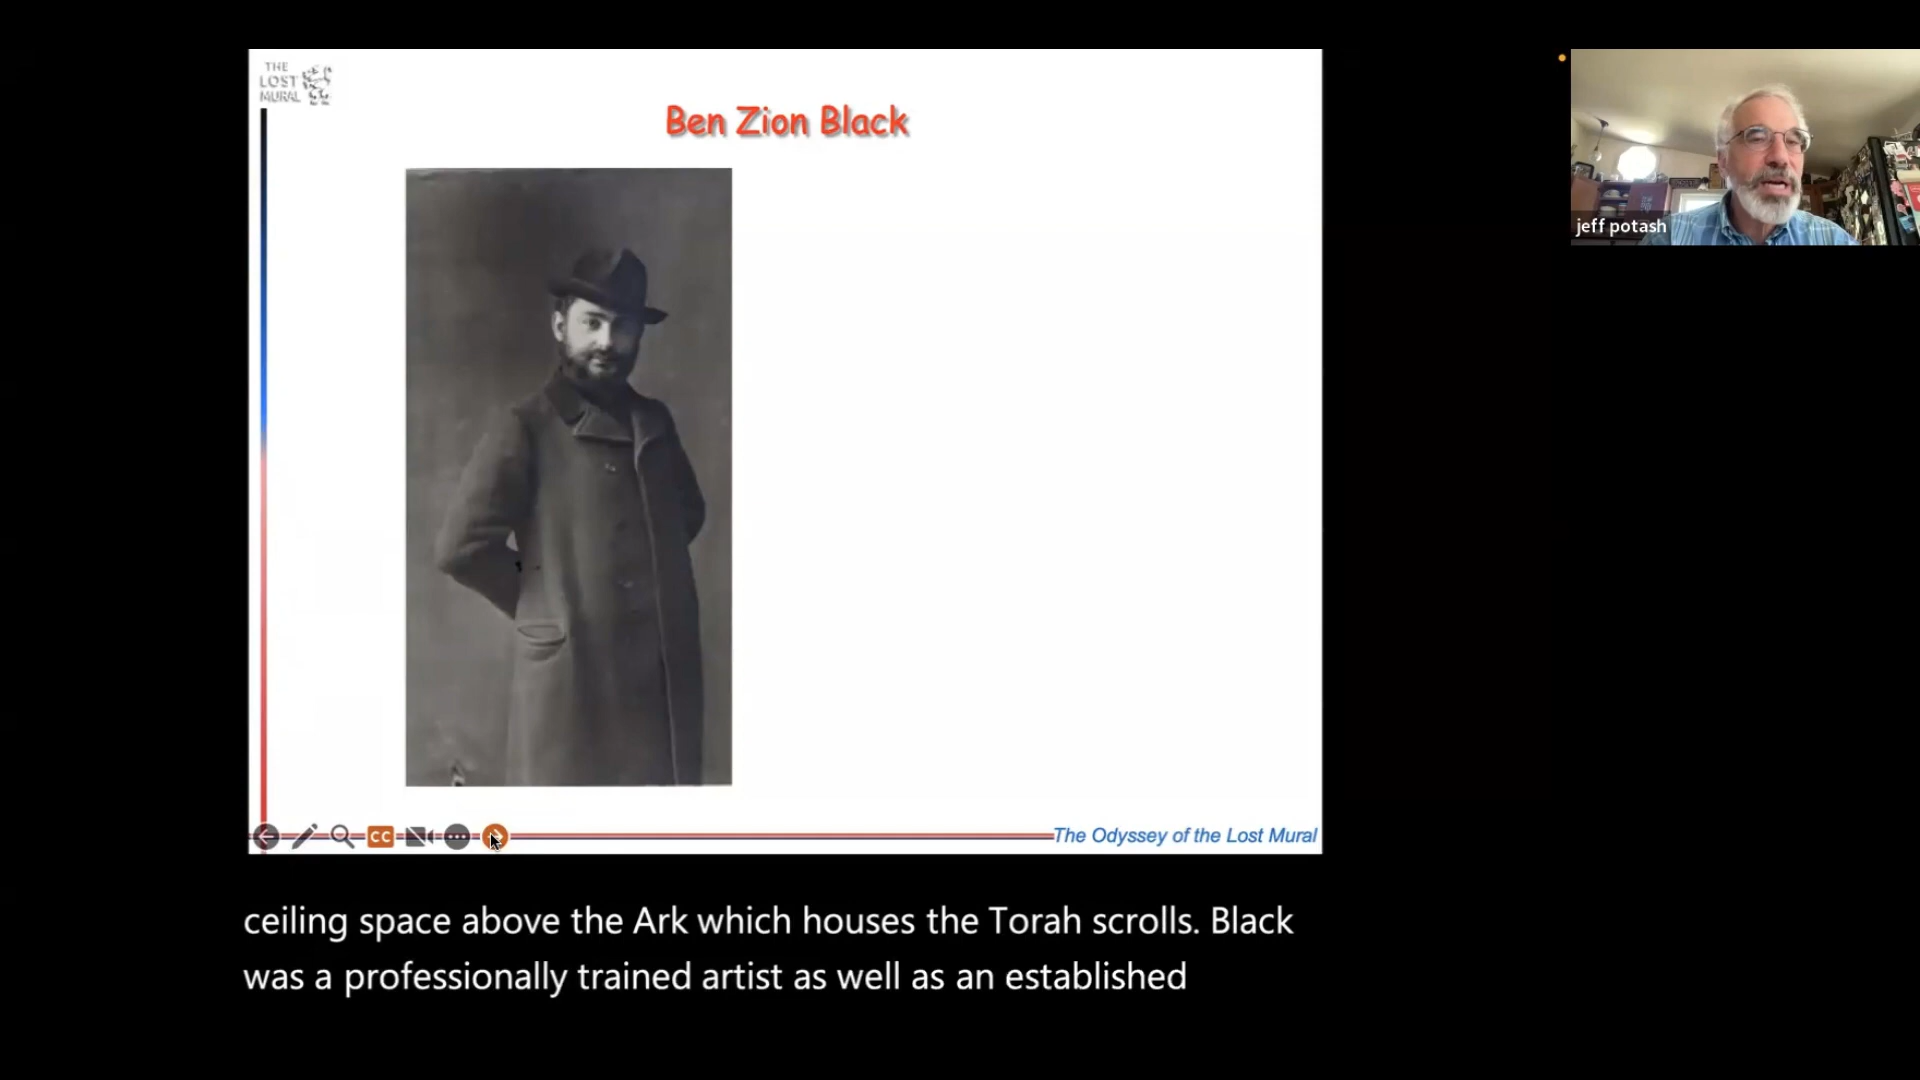 THE
LOST
MURAL
Ben Zion Black
jeff potash
CC
The Odyssey of the Lost Mural
ceiling space above the Ark which houses the Torah scrolls. Black
was a professionally trained artist as well as an established